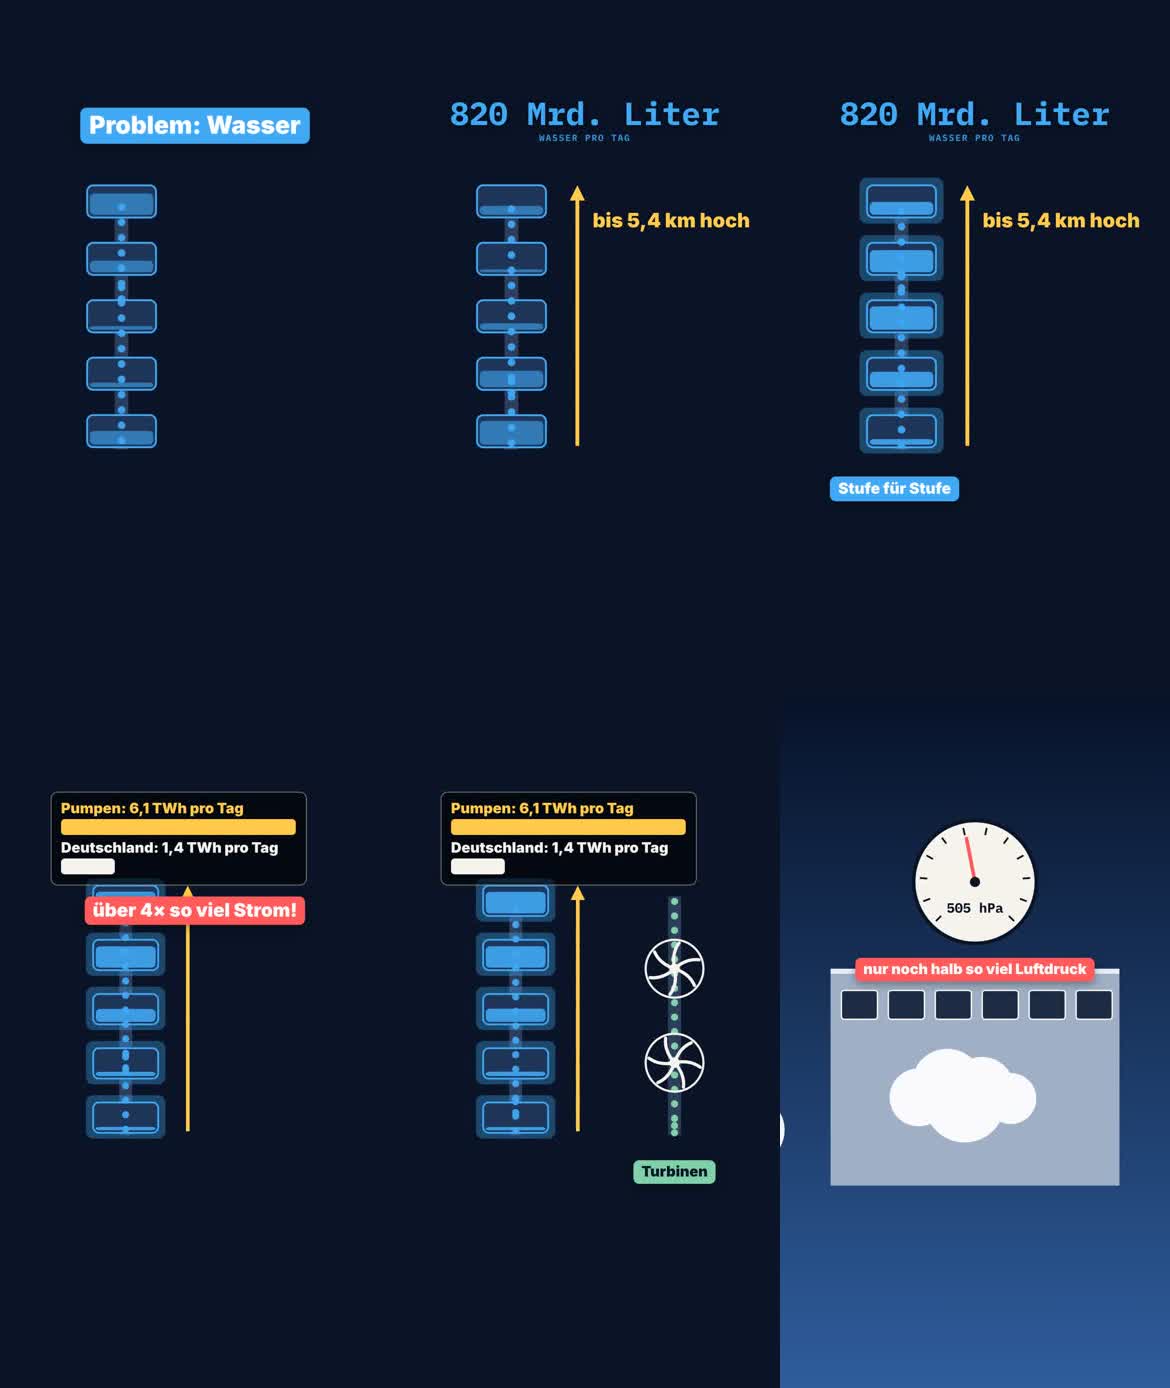 Problem: Wasser
820 Mrd. Liter
WASSER PRO TAG
bis 5,4 km hoch
820 Mrd. Liter
WASSER PRO TAG
bis 5,4 km hoch
Stufe für Stufe
Pumpen: 6,1 TWh pro Tag
Deutschland: 1,4 TWh pro Tag
über 4× so viel Strom!
Pumpen: 6,1 TWh pro Tag
Deutschland: 1,4 TWh pro Tag
Turbinen
505 hPa
nur noch halb so viel Luftdruck